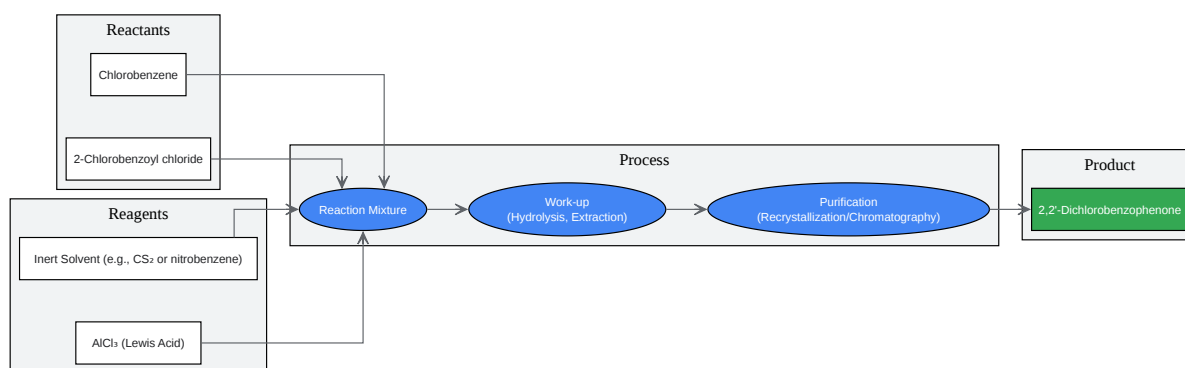 Reactants
Chlorobenzene
2-Chlorobenzoyl chloride
Reagents
Inert Solvent (e.g., CS₂ or nitrobenzene)
AlCl₃ (Lewis Acid)
Process
Reaction Mixture
Work-up
(Hydrolysis, Extraction)
Purification
(Recrystallization/Chromatography)
Product
2,2'-Dichlorobenzophenone